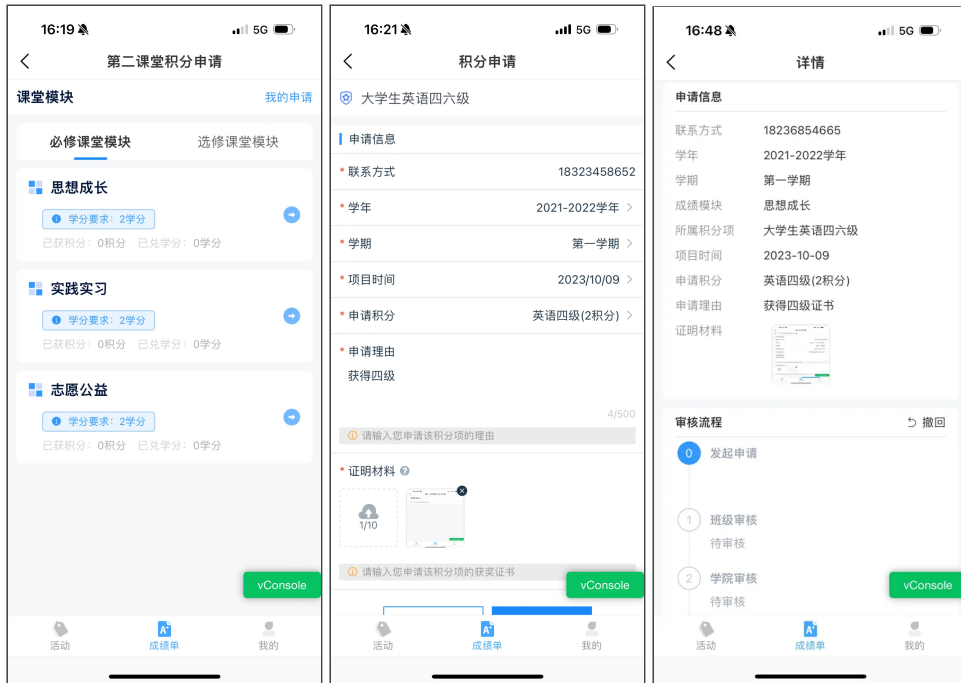 16:19 5G
第二课堂积分申请
课堂模块 我的申请
必修课堂模块 选修课堂模块
思想成长
学分要求：2学分
已获积分：0积分 已兑学分：0学分
实践实习
学分要求：2学分
已获积分：0积分 已兑学分：0学分
志愿公益
学分要求：2学分
已获积分：0积分 已兑学分：0学分
vConsole
活动 成绩单 我的
16:21 5G
积分申请
大学生英语四六级
申请信息
* 联系方式 18323458652
* 学年 2021-2022学年
* 学期 第一学期
* 项目时间 2023/10/09
* 申请积分 英语四级(2积分)
* 申请理由
获得四级
4/500
请输入您申请该积分项的理由
* 证明材料
1/10
请输入您申请该积分项的获奖证书
vConsole
活动 成绩单 我的
16:48 5G
详情
申请信息
联系方式 18236854665
学年 2021-2022学年
学期 第一学期
成绩模块 思想成长
所属积分项 大学生英语四六级
项目时间 2023-10-09
申请积分 英语四级(2积分)
申请理由 获得四级证书
证明材料
审核流程 撤回
0 发起申请
1 班级审核
待审核
2 学院审核
待审核
vConsole
活动 成绩单 我的